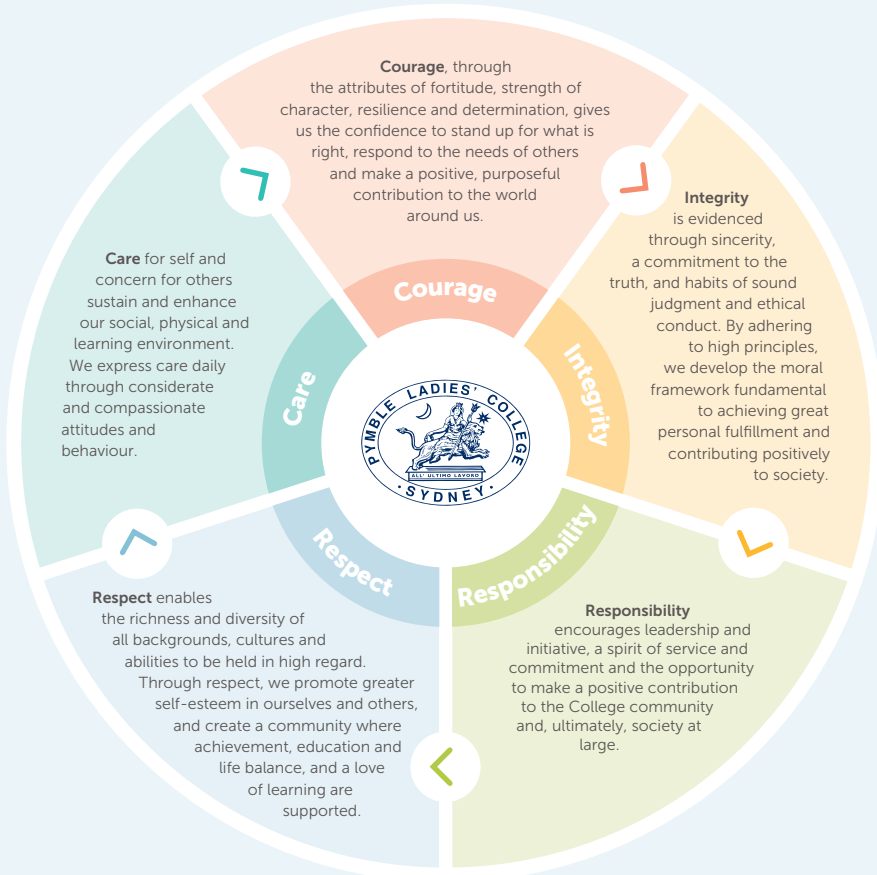 Courage, through
the attributes of fortitude, strength of
character, resilience and determination, gives
us the confidence to stand up for what is
right, respond to the needs of others
and make a positive, purposeful
contribution to the world
around us.
Courage
Integrity
is evidenced
through sincerity,
a commitment to the
truth, and habits of sound
judgment and ethical
conduct. By adhering
to high principles,
we develop the moral
framework fundamental
to achieving great
personal fulfillment and
contributing positively
to society.
Integrity
Responsibility
Responsibility
encourages leadership and
initiative, a spirit of service and
commitment and the opportunity
to make a positive contribution
to the College community
and, ultimately, society at
large.
Respect
Respect enables
the richness and diversity of
all backgrounds, cultures and
abilities to be held in high regard.
Through respect, we promote greater
self-esteem in ourselves and others,
and create a community where
achievement, education and
life balance, and a love
of learning are
supported.
Care for self and
concern for others
sustain and enhance
our social, physical and
learning environment.
We express care daily
through considerate
and compassionate
attitudes and
behaviour.
Care
PYMBLE LADIES' COLLEGE
ALL' ULTIMO LAVORO
· SYDNEY ·